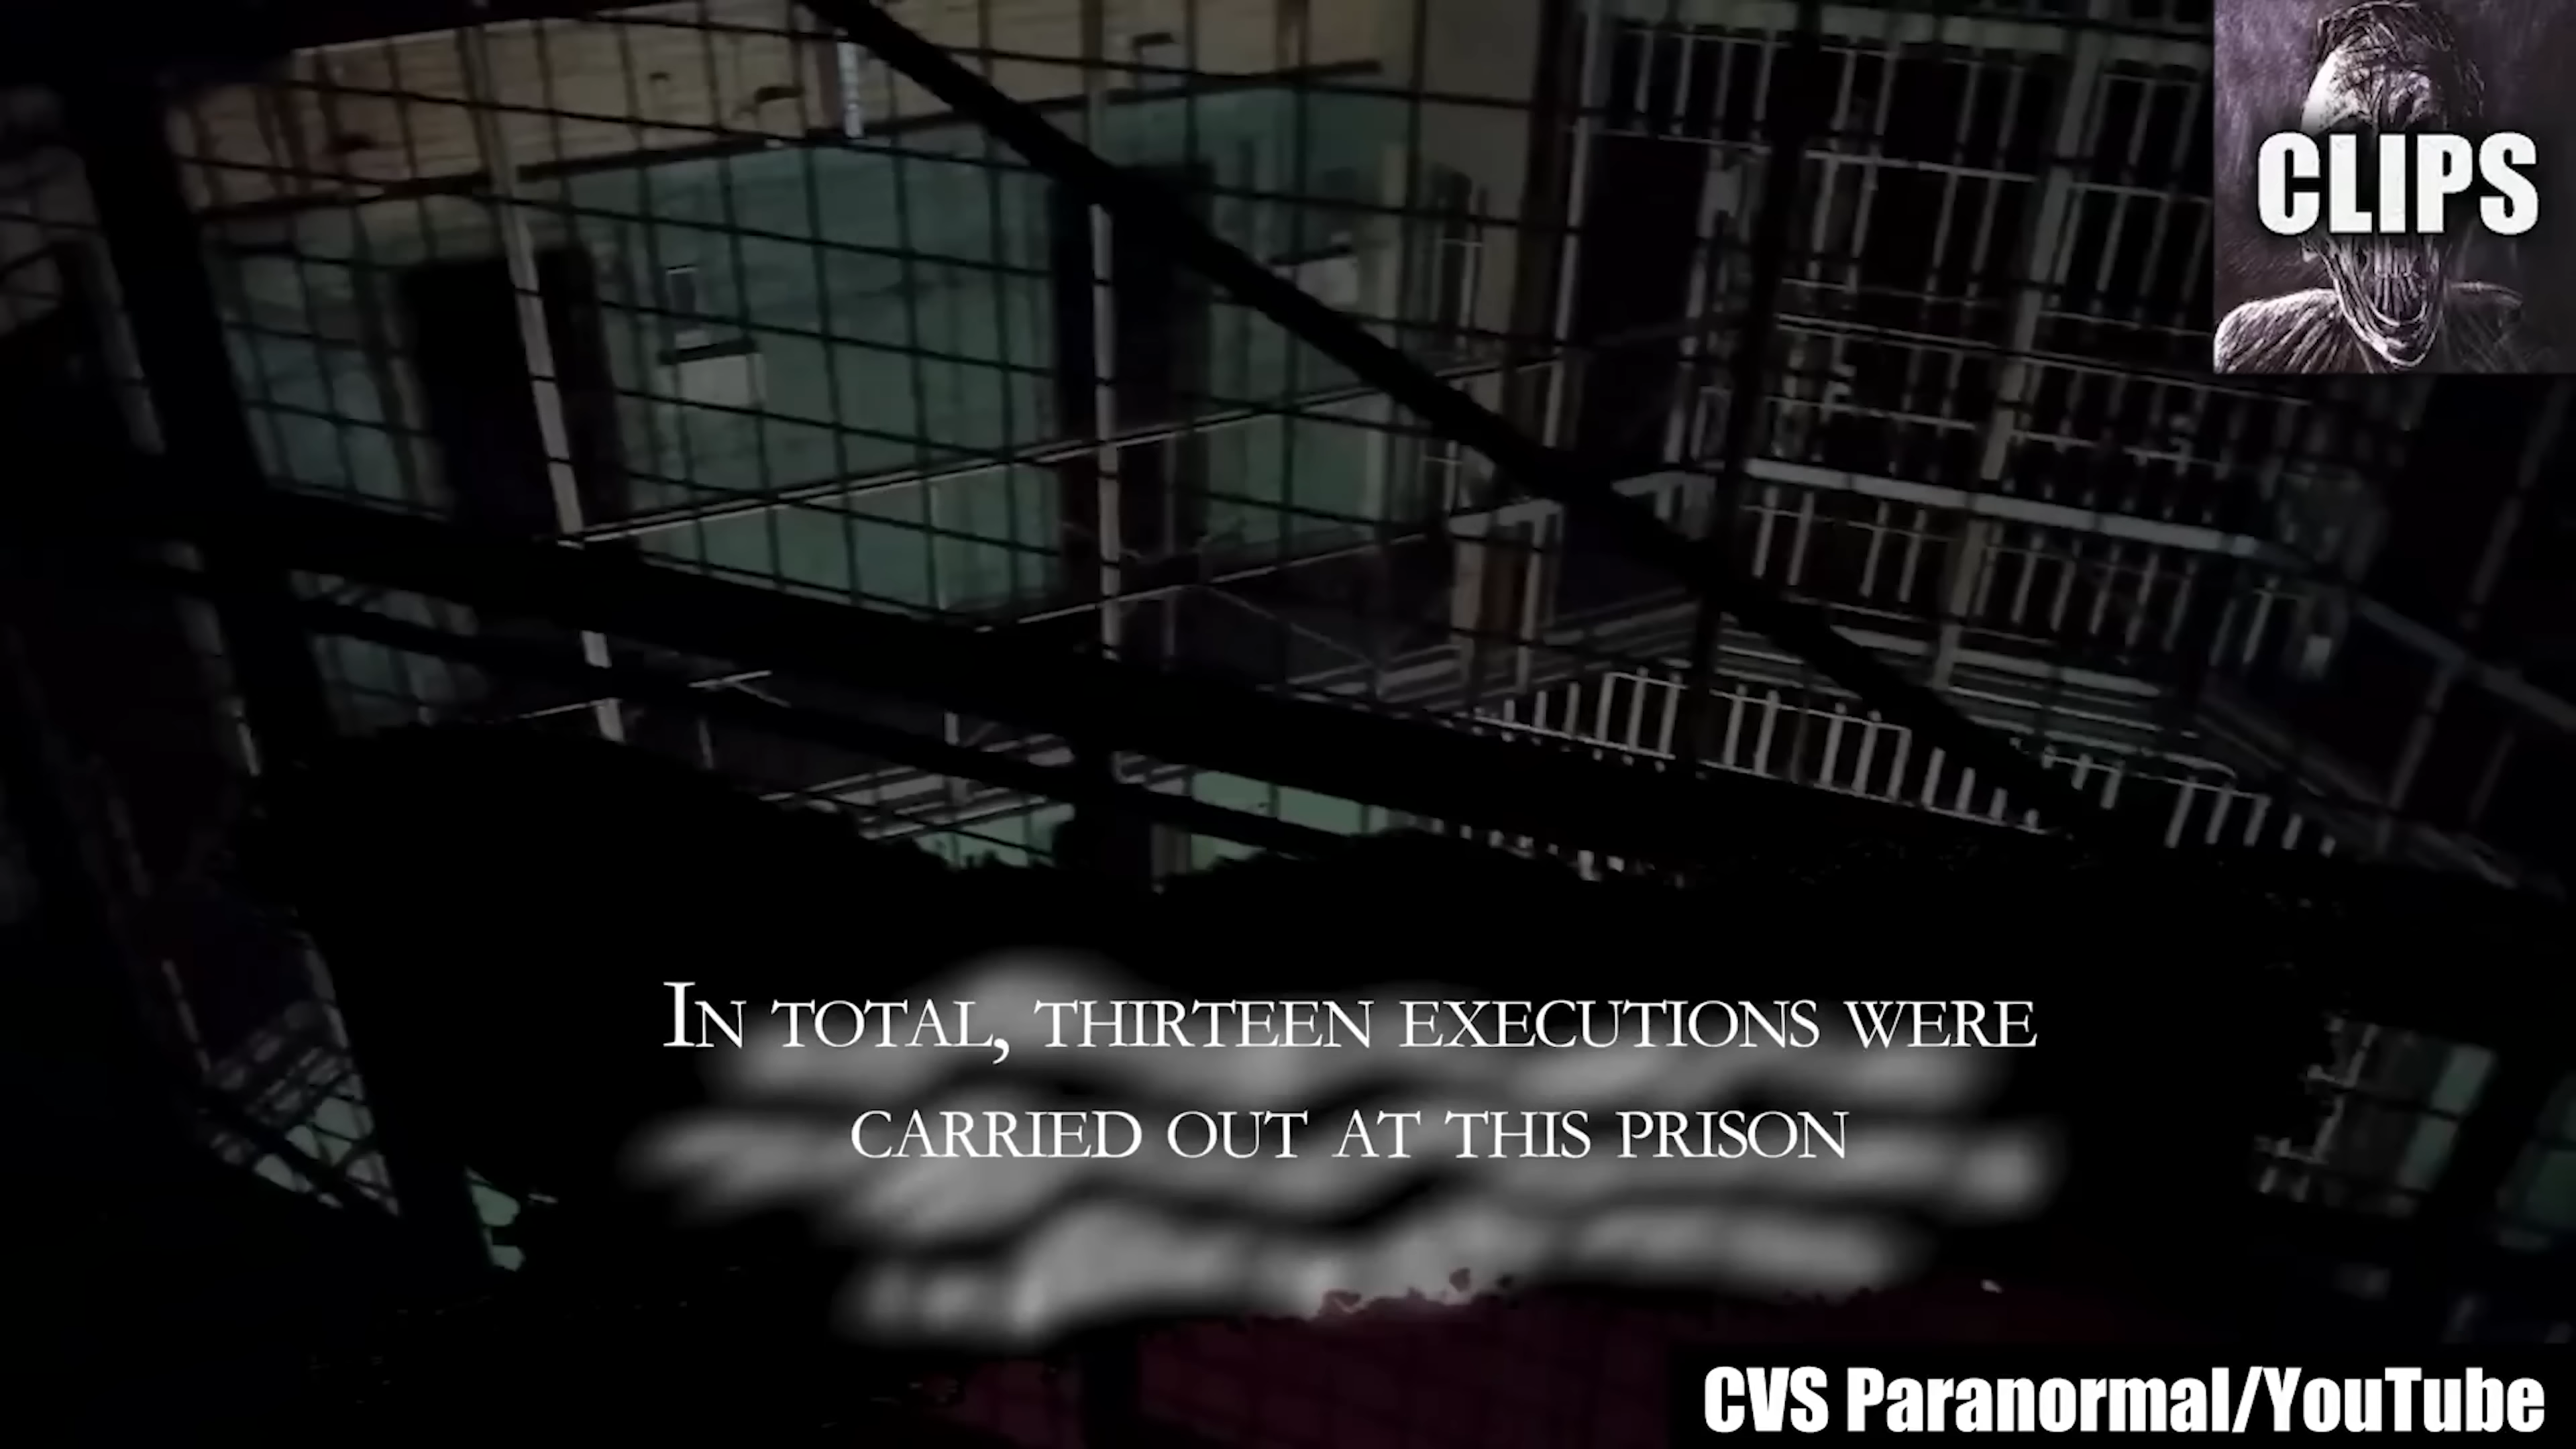 CLIPS
In total, thirteen executions were
carried out at this prison
CVS Paranormal/YouTube